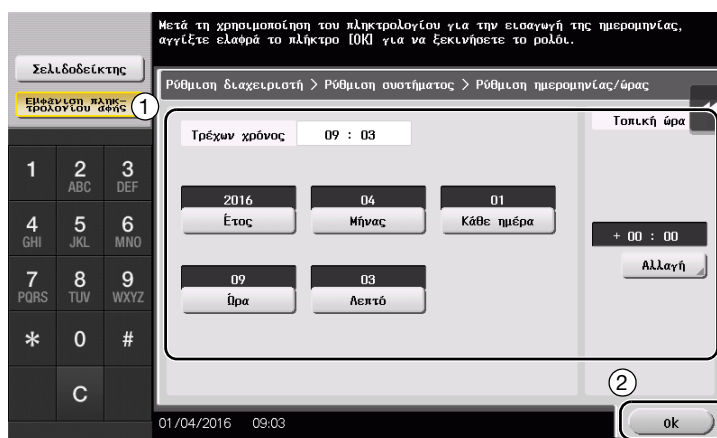 Μετά τη χρησιμοποίηση του πληκτρολογίου για την εισαγωγή της ημερομηνίας,
αγγίξτε ελαφρά το πλήκτρο [OK] για να ξεκινήσετε το ρολόι.
Σελιδοδείκτης
Εμφάνιση πληκ-
τρολογίου αφής
1
Ρύθμιση διαχειριστή > Ρύθμιση συστήματος > Ρύθμιση ημερομηνίας/ώρας
Τρέχων χρόνος 09 : 03
Τοπική ώρα
2016 04 01
Έτος Μήνας Κάθε ημέρα
+ 00 : 00
Αλλαγή
09 03
Ώρα Λεπτό
1 2 3
ABC DEF
4 5 6
GHI JKL MNO
7 8 9
PQRS TUV WXYZ
* 0 #
C
2
01/04/2016 09:03
ok